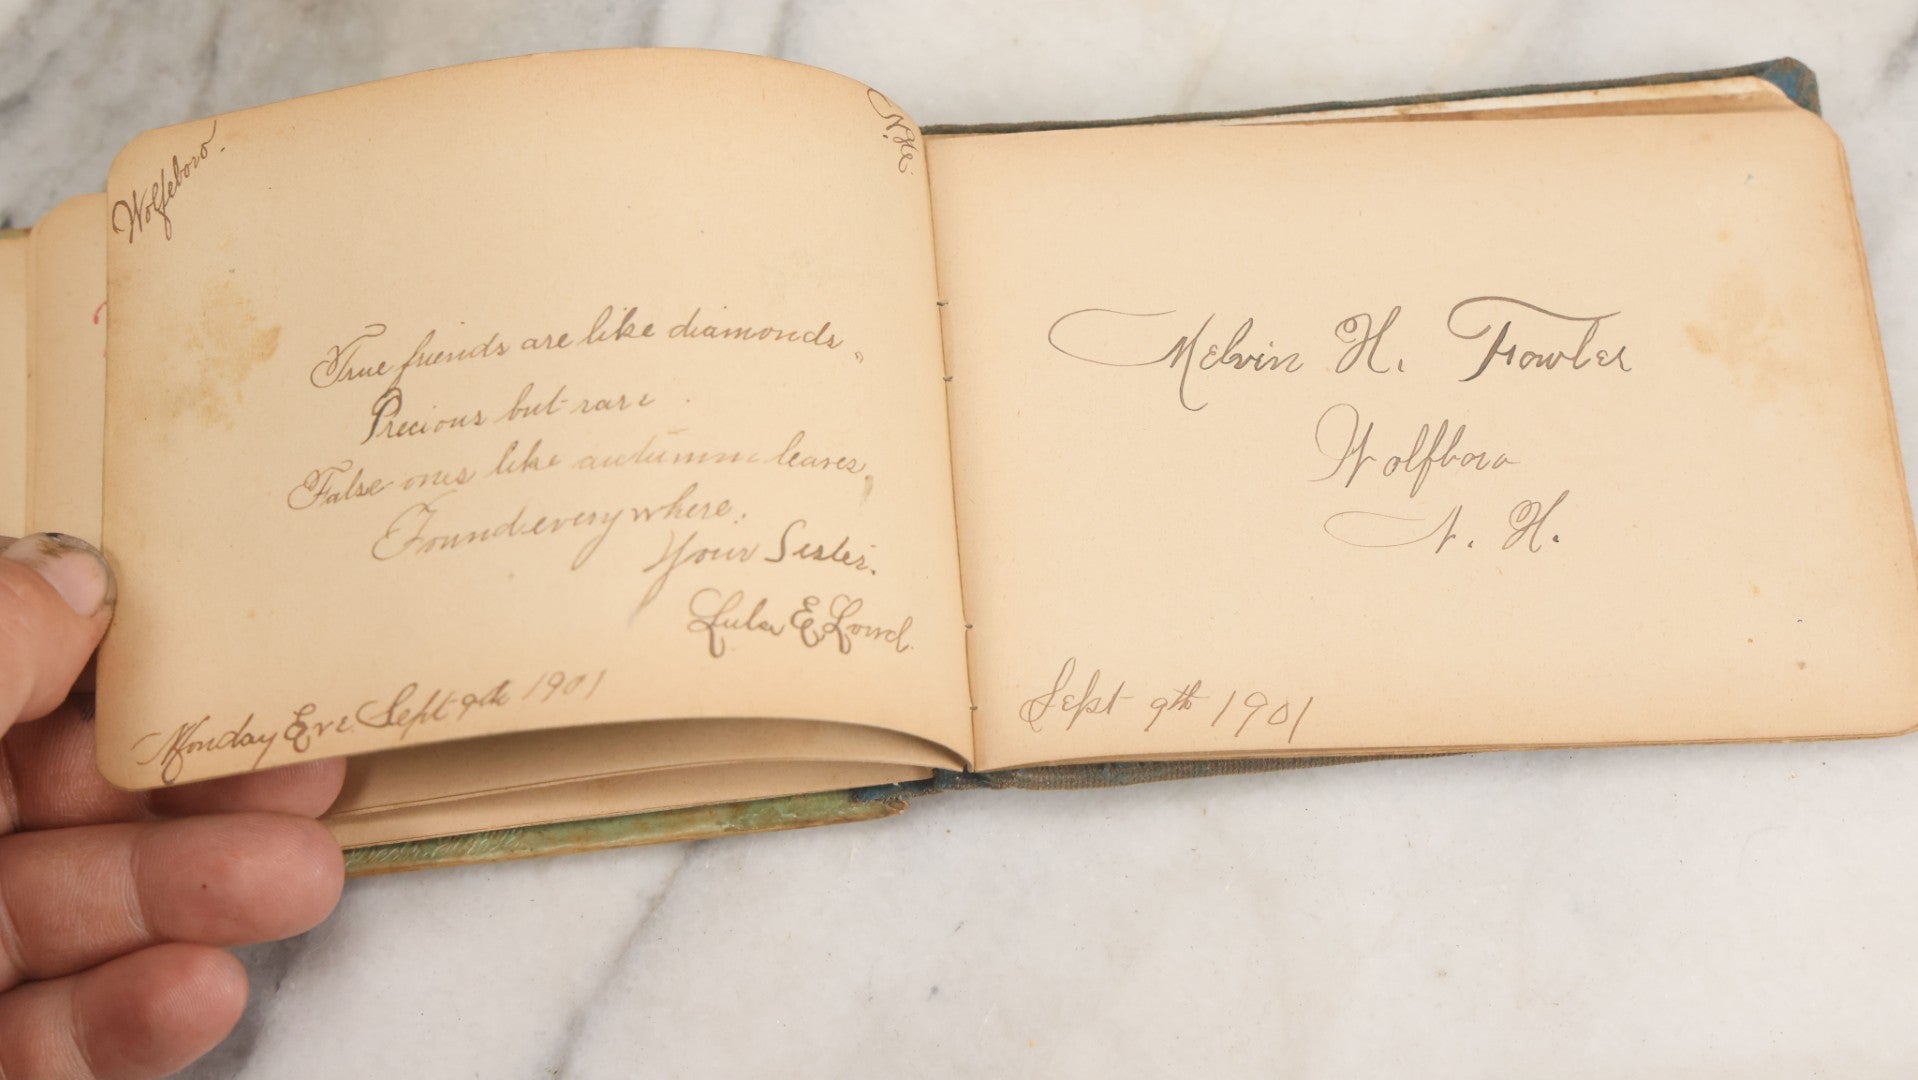 Wolfeboro.
N.H.
True friends are like diamonds,
Precious but rare.
False ones like autumn leaves,
Found everywhere.
Your Sister.
Lula E Lord.
Monday Eve Sept 9th 1901
Melvin H. Fowler
Wolfboro
N. H.
Sept 9th 1901